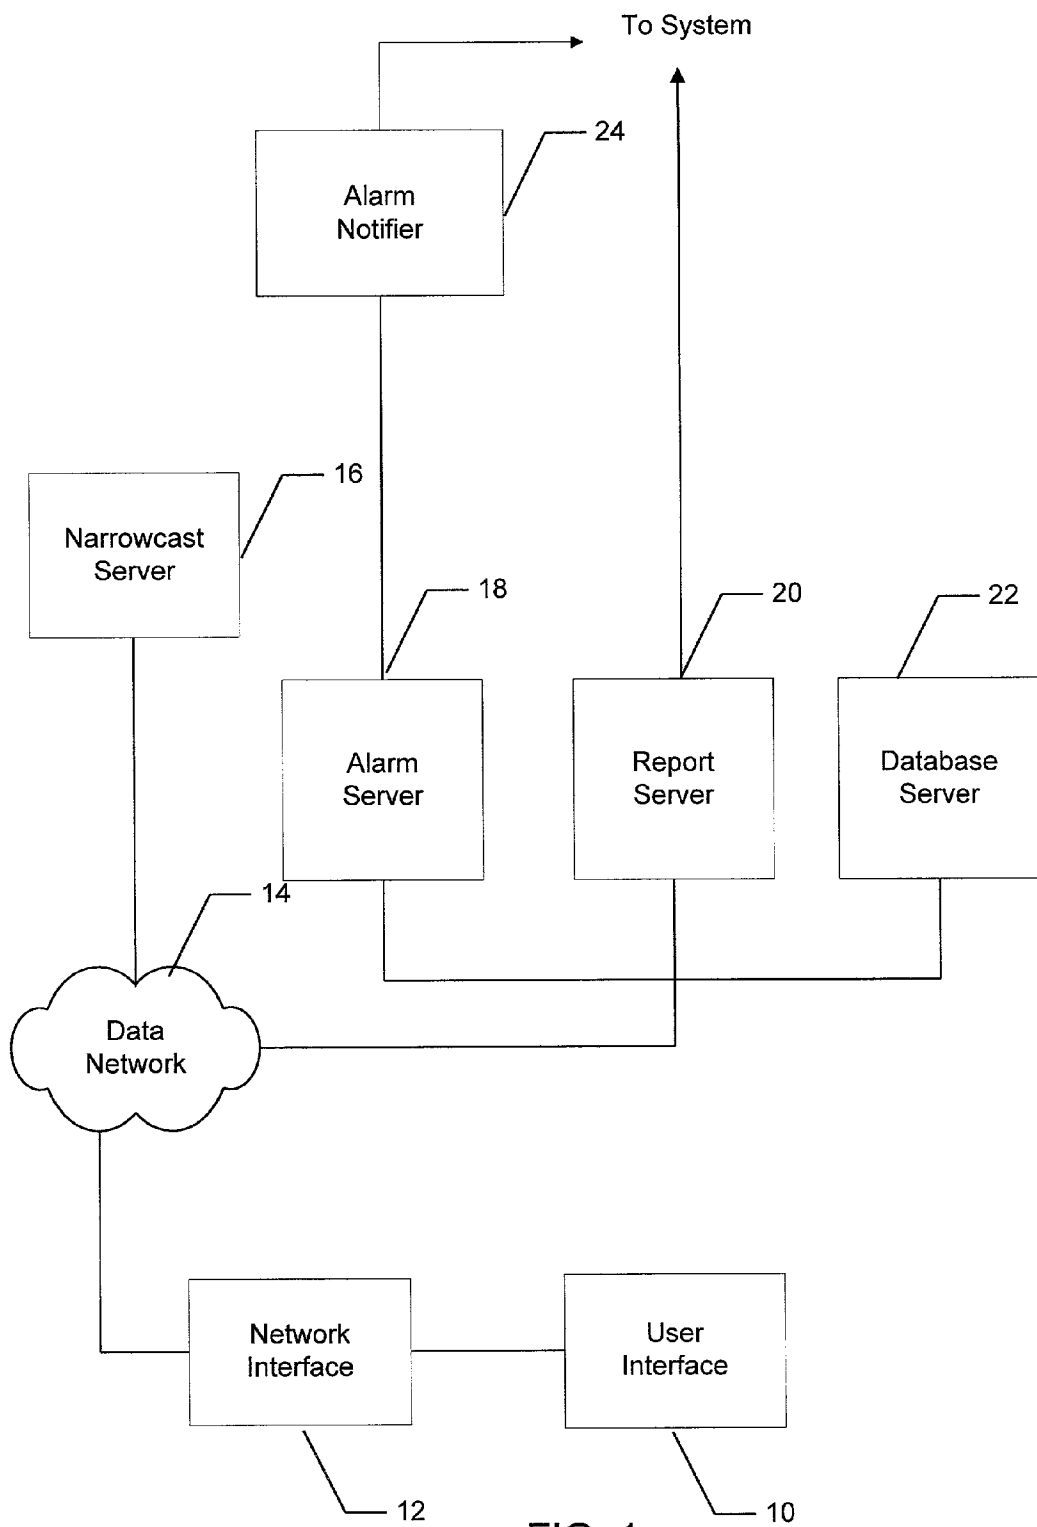 To System
24
Alarm
Notifier
16
Narrowcast
Server
18
20
22
Alarm
Server
Report
Server
Database
Server
14
Data
Network
Network
Interface
User
Interface
12
10